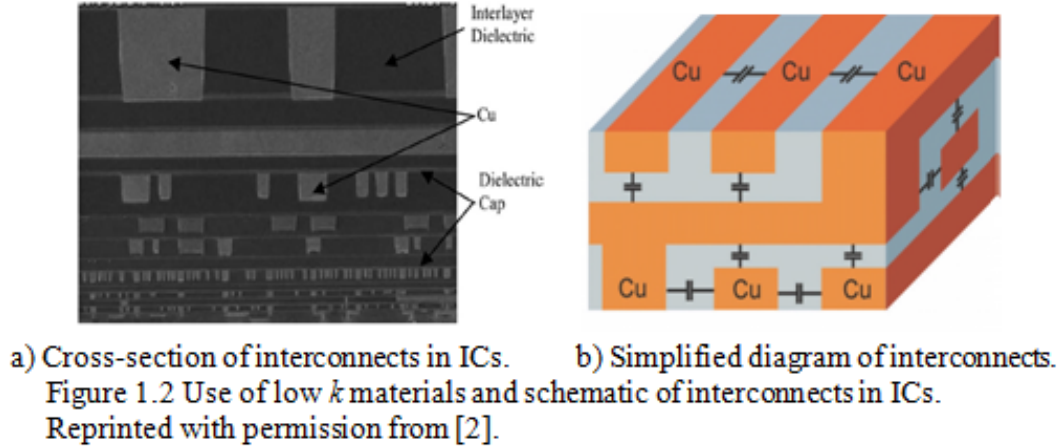 Interlayer
Dielectric
Cu
Dielectric
Cap
Cu
Cu
Cu
Cu
Cu
Cu
a) Cross-section of interconnects in ICs.
b) Simplified diagram of interconnects.
Figure 1.2 Use of low k materials and schematic of interconnects in ICs.
Reprinted with permission from [2].